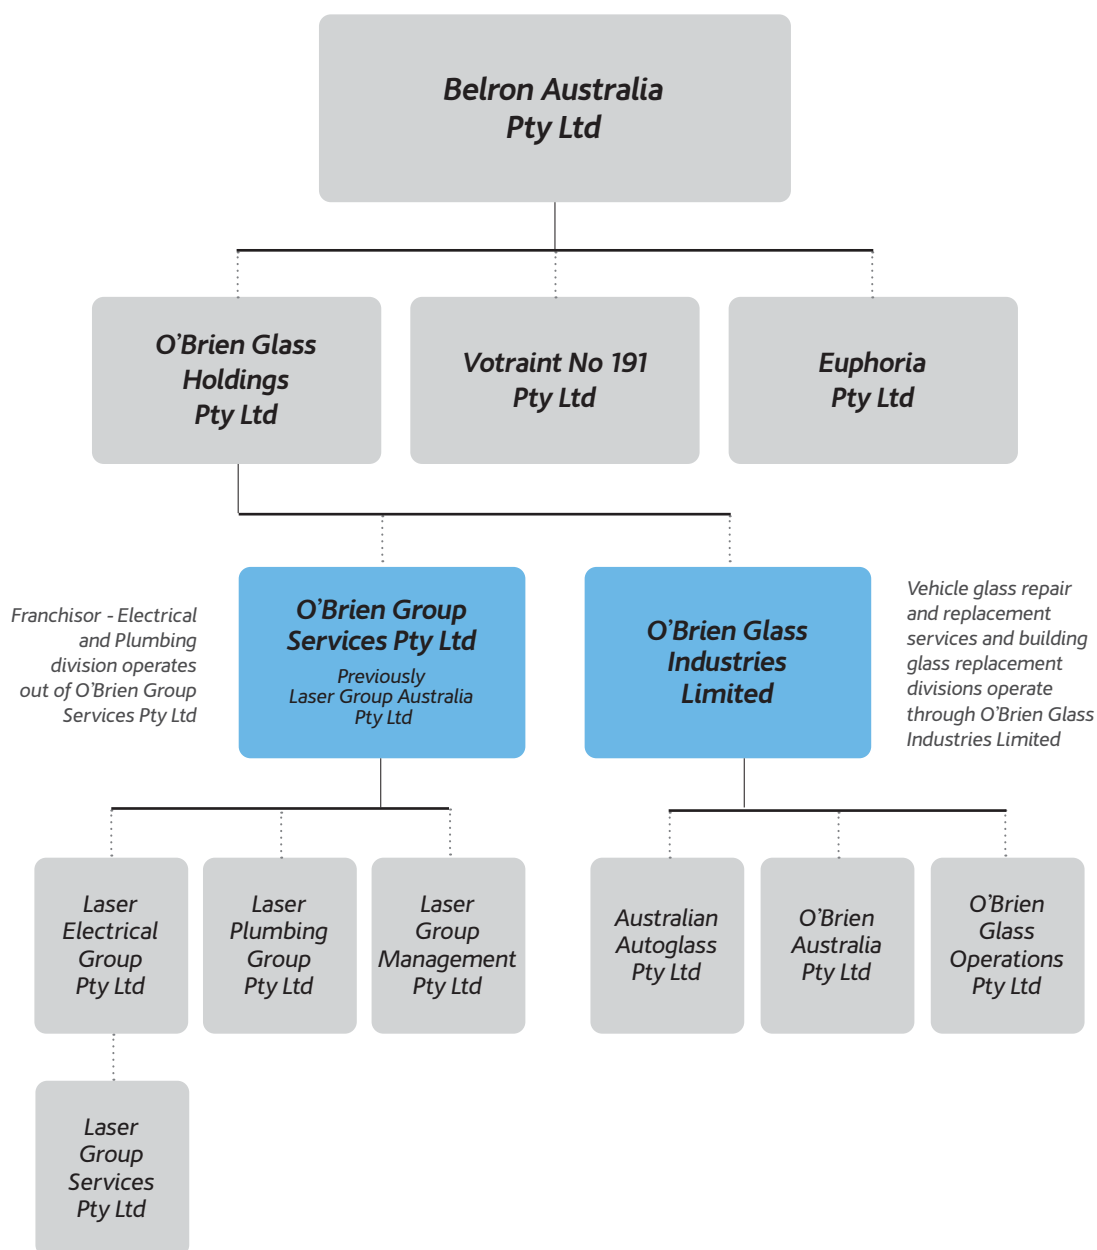 Belron Australia
Pty Ltd
O’Brien Glass
Holdings
Pty Ltd
Votraint No 191
Pty Ltd
Euphoria
Pty Ltd
Franchisor - Electrical
and Plumbing
division operates
out of O’Brien Group
Services Pty Ltd
O’Brien Group
Services Pty Ltd
Previously
Laser Group Australia
Pty Ltd
O’Brien Glass
Industries
Limited
Vehicle glass repair
and replacement
services and building
glass replacement
divisions operate
through O’Brien Glass
Industries Limited
Laser
Electrical
Group
Pty Ltd
Laser
Plumbing
Group
Pty Ltd
Laser
Group
Management
Pty Ltd
Australian
Autoglass
Pty Ltd
O’Brien
Australia
Pty Ltd
O’Brien
Glass
Operations
Pty Ltd
Laser
Group
Services
Pty Ltd